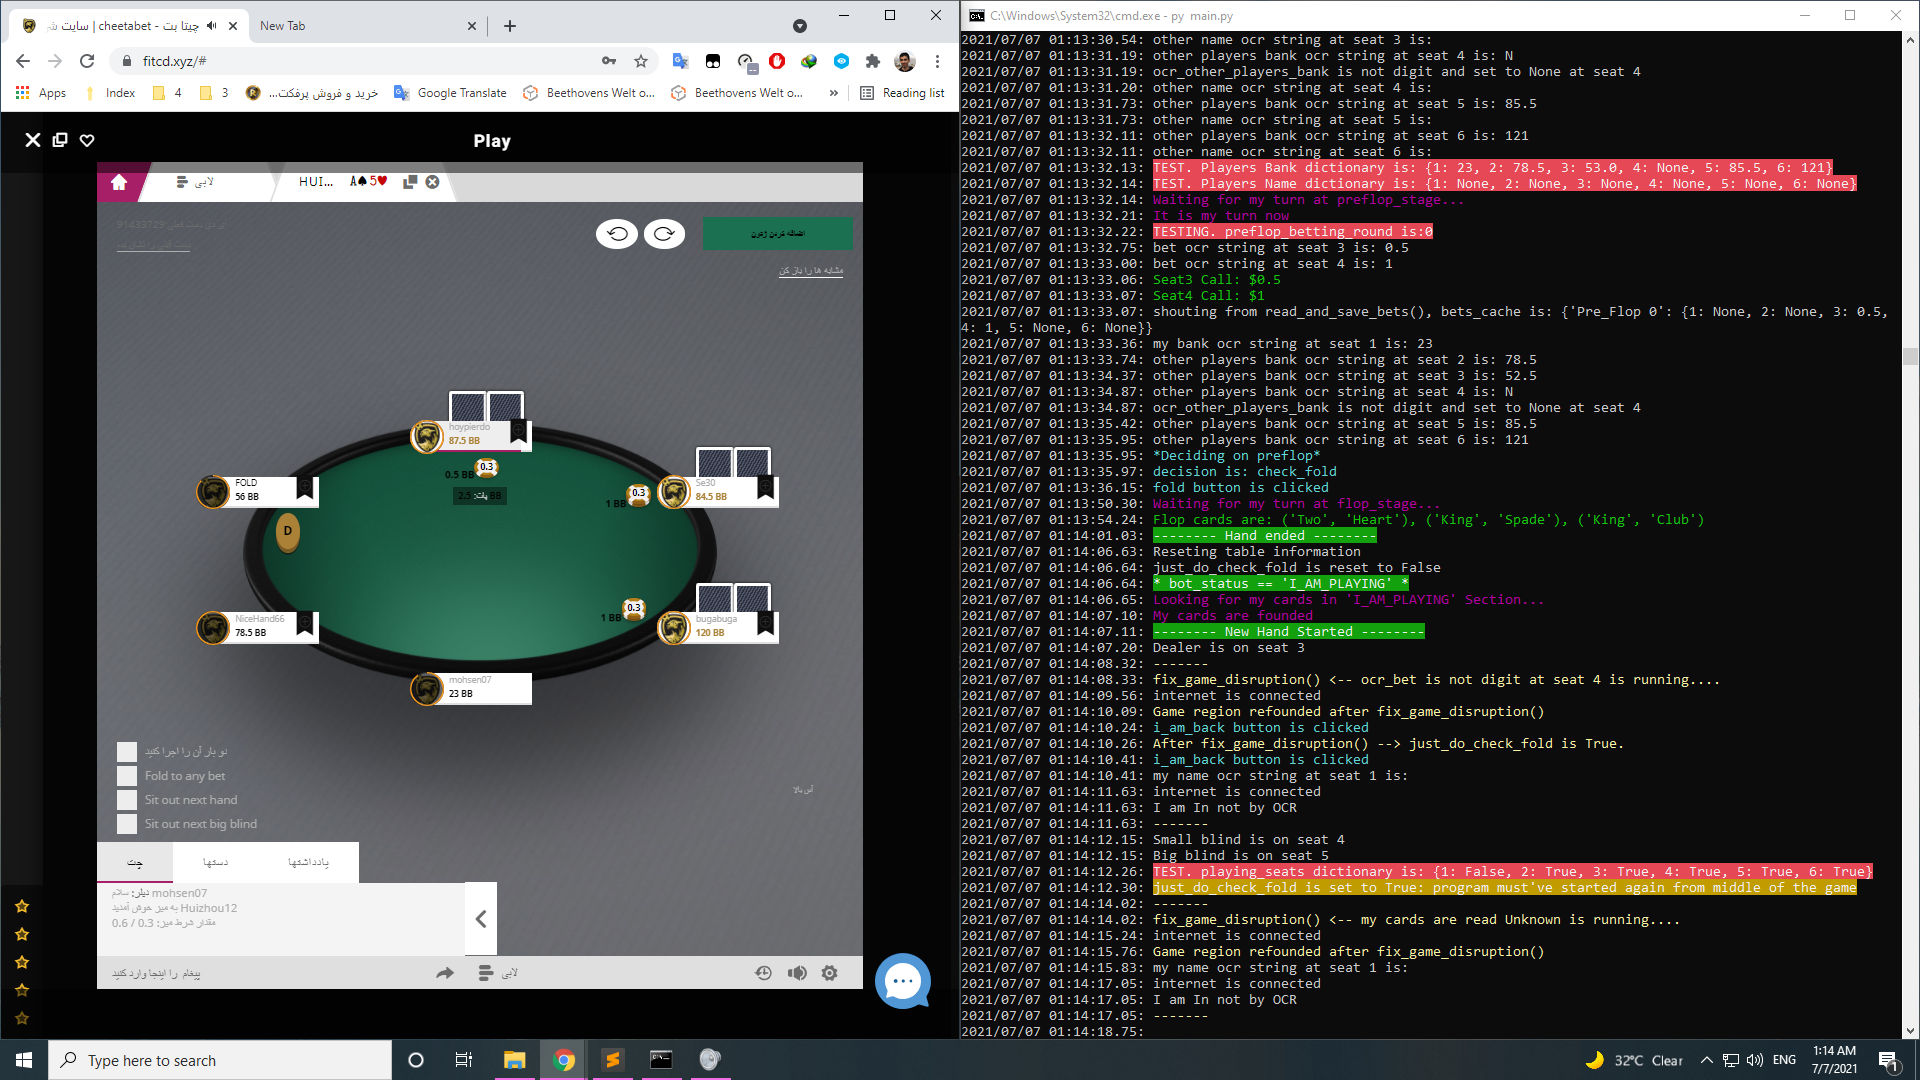 چیتا بت - cheetabet | سایت شر
New Tab
fitcd.xyz/#
Apps
Index
4
3
خرید و فروش پرفکت...
Google Translate
Beethovens Welt o...
Beethovens Welt o...
»
Reading list
Play
لابی
HUI...
A♠5♥
اضافه کردن ژتون
مشابه ها را باز کن
hoypierdo
87.5 BB
0.5 BB
0.3
پات: 2.5 BB
FOLD
56 BB
D
Se30
84.5 BB
1 BB
0.3
NiceHand66
78.5 BB
bugabuga
120 BB
1 BB
0.3
mohsen07
23 BB
دو بار آن را اجرا کنید
Fold to any bet
Sit out next hand
Sit out next big blind
آس بالا
چت
دستها
یادداشتها
دیلر: سلام mohsen07
Huizhou12 به میز خوش آمدید
مقدار شرط میز: 0.3 / 0.6
پیغام را اینجا وارد کنید
لابی
C:\Windows\System32\cmd.exe - py main.py
2021/07/07 01:13:30.54: other name ocr string at seat 3 is:
2021/07/07 01:13:31.19: other players bank ocr string at seat 4 is: N
2021/07/07 01:13:31.19: ocr_other_players_bank is not digit and set to None at seat 4
2021/07/07 01:13:31.20: other name ocr string at seat 4 is:
2021/07/07 01:13:31.73: other players bank ocr string at seat 5 is: 85.5
2021/07/07 01:13:31.73: other name ocr string at seat 5 is:
2021/07/07 01:13:32.11: other players bank ocr string at seat 6 is: 121
2021/07/07 01:13:32.11: other name ocr string at seat 6 is:
2021/07/07 01:13:32.13: TEST. Players Bank dictionary is: {1: 23, 2: 78.5, 3: 53.0, 4: None, 5: 85.5, 6: 121}
2021/07/07 01:13:32.14: TEST. Players Name dictionary is: {1: None, 2: None, 3: None, 4: None, 5: None, 6: None}
2021/07/07 01:13:32.14: Waiting for my turn at preflop_stage...
2021/07/07 01:13:32.21: It is my turn now
2021/07/07 01:13:32.22: TESTING. preflop_betting_round is:0
2021/07/07 01:13:32.75: bet ocr string at seat 3 is: 0.5
2021/07/07 01:13:33.00: bet ocr string at seat 4 is: 1
2021/07/07 01:13:33.06: Seat3 Call: $0.5
2021/07/07 01:13:33.07: Seat4 Call: $1
2021/07/07 01:13:33.07: shouting from read_and_save_bets(), bets_cache is: {'Pre_Flop 0': {1: None, 2: None, 3: 0.5,
4: 1, 5: None, 6: None}}
2021/07/07 01:13:33.36: my bank ocr string at seat 1 is: 23
2021/07/07 01:13:33.74: other players bank ocr string at seat 2 is: 78.5
2021/07/07 01:13:34.37: other players bank ocr string at seat 3 is: 52.5
2021/07/07 01:13:34.87: other players bank ocr string at seat 4 is: N
2021/07/07 01:13:34.87: ocr_other_players_bank is not digit and set to None at seat 4
2021/07/07 01:13:35.42: other players bank ocr string at seat 5 is: 85.5
2021/07/07 01:13:35.95: other players bank ocr string at seat 6 is: 121
2021/07/07 01:13:35.95: *Deciding on preflop*
2021/07/07 01:13:35.97: decision is: check_fold
2021/07/07 01:13:36.15: fold button is clicked
2021/07/07 01:13:50.30: Waiting for my turn at flop_stage...
2021/07/07 01:13:54.24: Flop cards are: ('Two', 'Heart'), ('King', 'Spade'), ('King', 'Club')
2021/07/07 01:14:01.03: -------- Hand ended --------
2021/07/07 01:14:06.63: Reseting table information
2021/07/07 01:14:06.64: just_do_check_fold is reset to False
2021/07/07 01:14:06.64: * bot_status == 'I_AM_PLAYING' *
2021/07/07 01:14:06.65: Looking for my cards in 'I_AM_PLAYING' Section...
2021/07/07 01:14:07.10: My cards are founded
2021/07/07 01:14:07.11: -------- New Hand Started --------
2021/07/07 01:14:07.20: Dealer is on seat 3
2021/07/07 01:14:08.32: -------
2021/07/07 01:14:08.33: fix_game_disruption() <-- ocr_bet is not digit at seat 4 is running....
2021/07/07 01:14:09.56: internet is connected
2021/07/07 01:14:10.09: Game region refounded after fix_game_disruption()
2021/07/07 01:14:10.24: i_am_back button is clicked
2021/07/07 01:14:10.26: After fix_game_disruption() --> just_do_check_fold is True.
2021/07/07 01:14:10.41: i_am_back button is clicked
2021/07/07 01:14:10.41: my name ocr string at seat 1 is:
2021/07/07 01:14:11.63: internet is connected
2021/07/07 01:14:11.63: I am In not by OCR
2021/07/07 01:14:11.63: -------
2021/07/07 01:14:12.15: Small blind is on seat 4
2021/07/07 01:14:12.15: Big blind is on seat 5
2021/07/07 01:14:12.26: TEST. playing_seats dictionary is: {1: False, 2: True, 3: True, 4: True, 5: True, 6: True}
2021/07/07 01:14:12.30: just_do_check_fold is set to True: program must've started again from middle of the game
2021/07/07 01:14:14.02: -------
2021/07/07 01:14:14.02: fix_game_disruption() <-- my cards are read Unknown is running....
2021/07/07 01:14:15.24: internet is connected
2021/07/07 01:14:15.76: Game region refounded after fix_game_disruption()
2021/07/07 01:14:15.83: my name ocr string at seat 1 is:
2021/07/07 01:14:17.05: internet is connected
2021/07/07 01:14:17.05: I am In not by OCR
2021/07/07 01:14:17.05: -------
2021/07/07 01:14:18.75:
Type here to search
32°C Clear
ENG
1:14 AM
7/7/2021
1